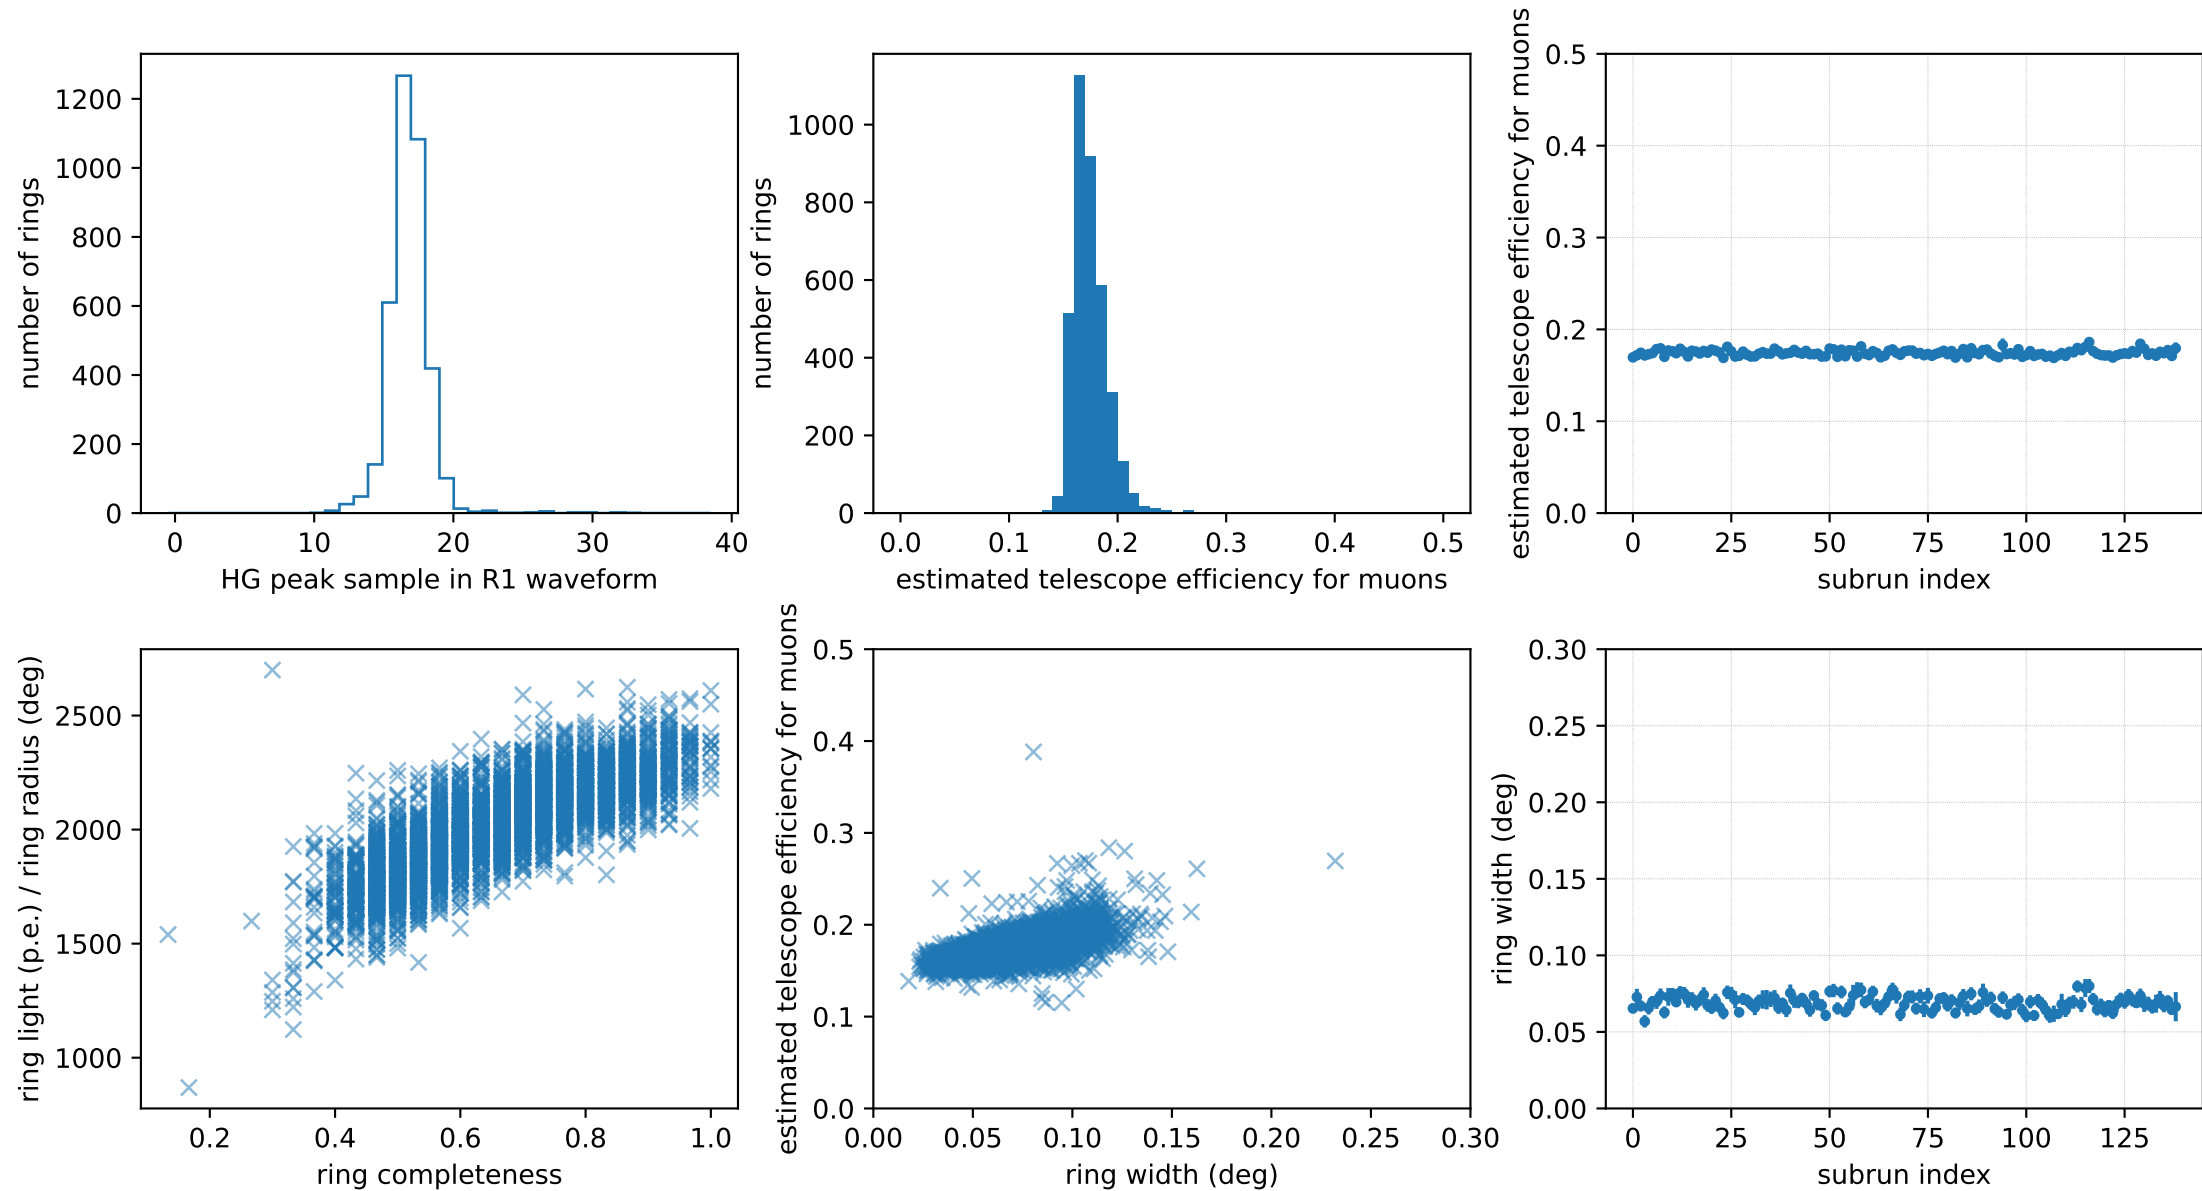 number of rings
1200
1000
800
600
400
200
0
0 10 20 30 40
HG peak sample in R1 waveform
number of rings
1000
800
600
400
200
0
0.0 0.1 0.2 0.3 0.4 0.5
estimated telescope efficiency for muons
estimated telescope efficiency for muons
0.5
0.4
0.3
0.2
0.1
0.0
0 25 50 75 100 125
subrun index
ring light (p.e.) / ring radius (deg)
2500
2000
1500
1000
0.2 0.4 0.6 0.8 1.0
ring completeness
estimated telescope efficiency for muons
0.5
0.4
0.3
0.2
0.1
0.0
0.00 0.05 0.10 0.15 0.20 0.25 0.30
ring width (deg)
ring width (deg)
0.30
0.25
0.20
0.15
0.10
0.05
0.00
0 25 50 75 100 125
subrun index